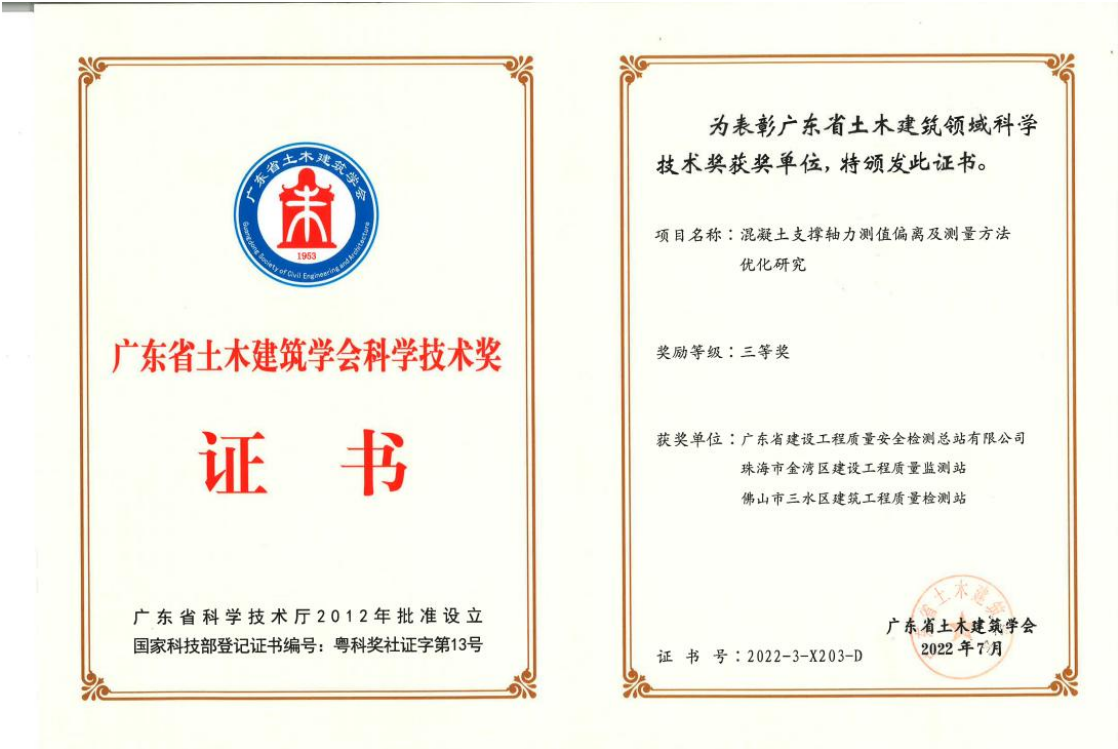 广东省土木建筑学会
1953
Guangdong Society of Civil Engineering and Architecture
广东省土木建筑学会科学技术奖
证书
广东省科学技术厅2012年批准设立
国家科技部登记证书编号：粤科奖社证字第13号
为表彰广东省土木建筑领域科学
技术奖获奖单位，特颁发此证书。
项目名称：混凝土支撑轴力测值偏离及测量方法
优化研究
奖励等级：三等奖
获奖单位：广东省建设工程质量安全检测总站有限公司
珠海市金湾区建设工程质量监测站
佛山市三水区建筑工程质量检测站
广东省土木建筑学会
2022年7月
证书号：2022-3-X203-D